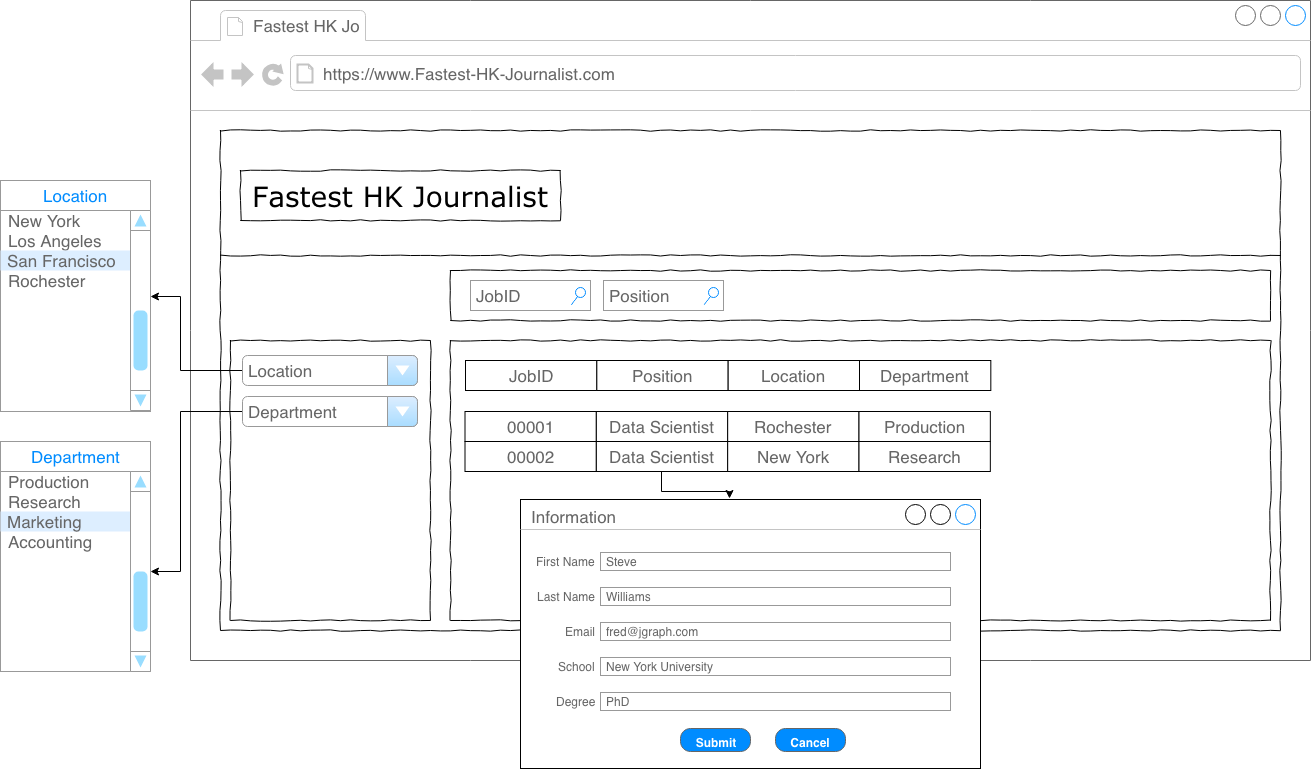 Fastest HK Jo
https://www.Fastest-HK-Journalist.com
Fastest HK Journalist
Location
New York
Los Angeles
San Francisco
Rochester
JobID
Position
Location
Department
JobID Position Location Department
00001 Data Scientist Rochester Production
00002 Data Scientist New York Research
Department
Production
Research
Marketing
Accounting
Information
First Name Steve
Last Name Williams
Email fred@jgraph.com
School New York University
Degree PhD
Submit Cancel